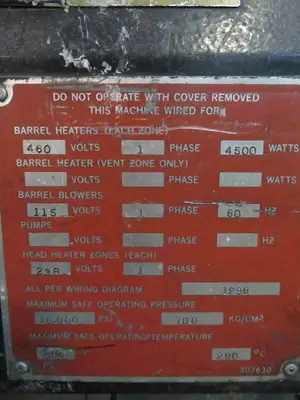 DO NOT OPERATE WITH COVER REMOVED
THIS MACHINE WIRED FOR
BARREL HEATERS (EACH ZONE)
460 VOLTS 1 PHASE 4500 WATTS
BARREL HEATER (VENT ZONE ONLY)
VOLTS PHASE WATTS
BARREL BLOWERS
115 VOLTS 1 PHASE 60 HZ
PUMPS
VOLTS PHASE HZ
HEAD HEATER ZONES (EACH)
230 VOLTS 1 PHASE
ALL PER WIRING DIAGRAM
MAXIMUM SAFE OPERATING PRESSURE
10,000 PSI 700 KG/CM²
MAXIMUM SAFE OPERATING TEMPERATURE
°C